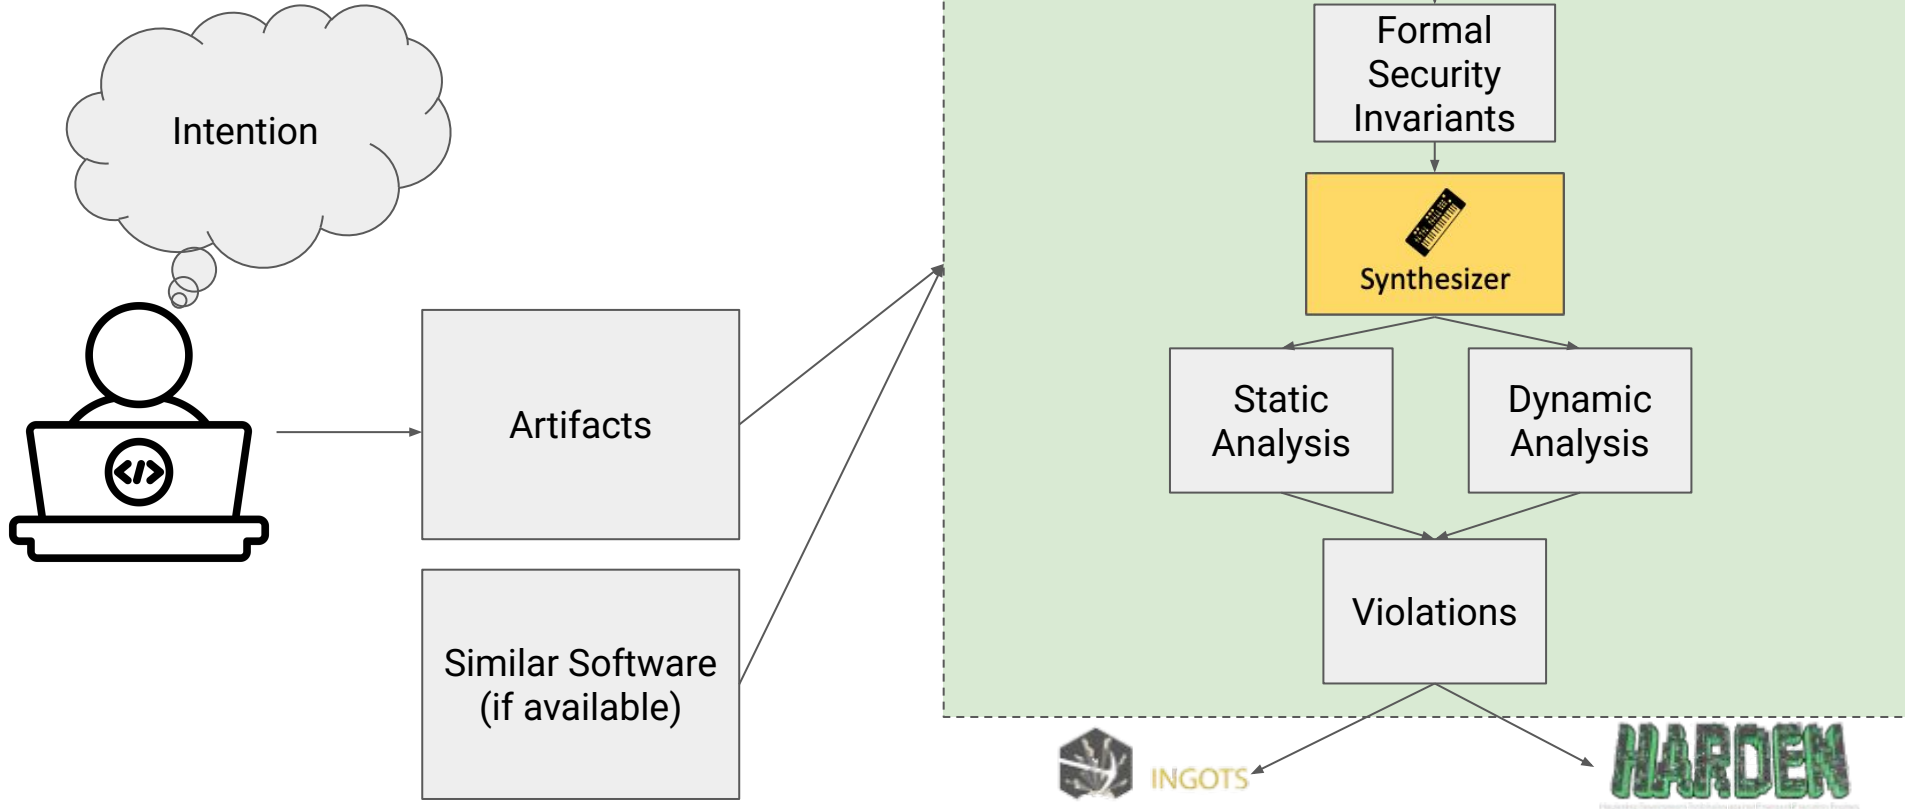 Intention
Artifacts
Similar Software
(if available)
Formal
Security
Invariants
Synthesizer
Static
Analysis
Dynamic
Analysis
Violations
INGOTS
HARDEN